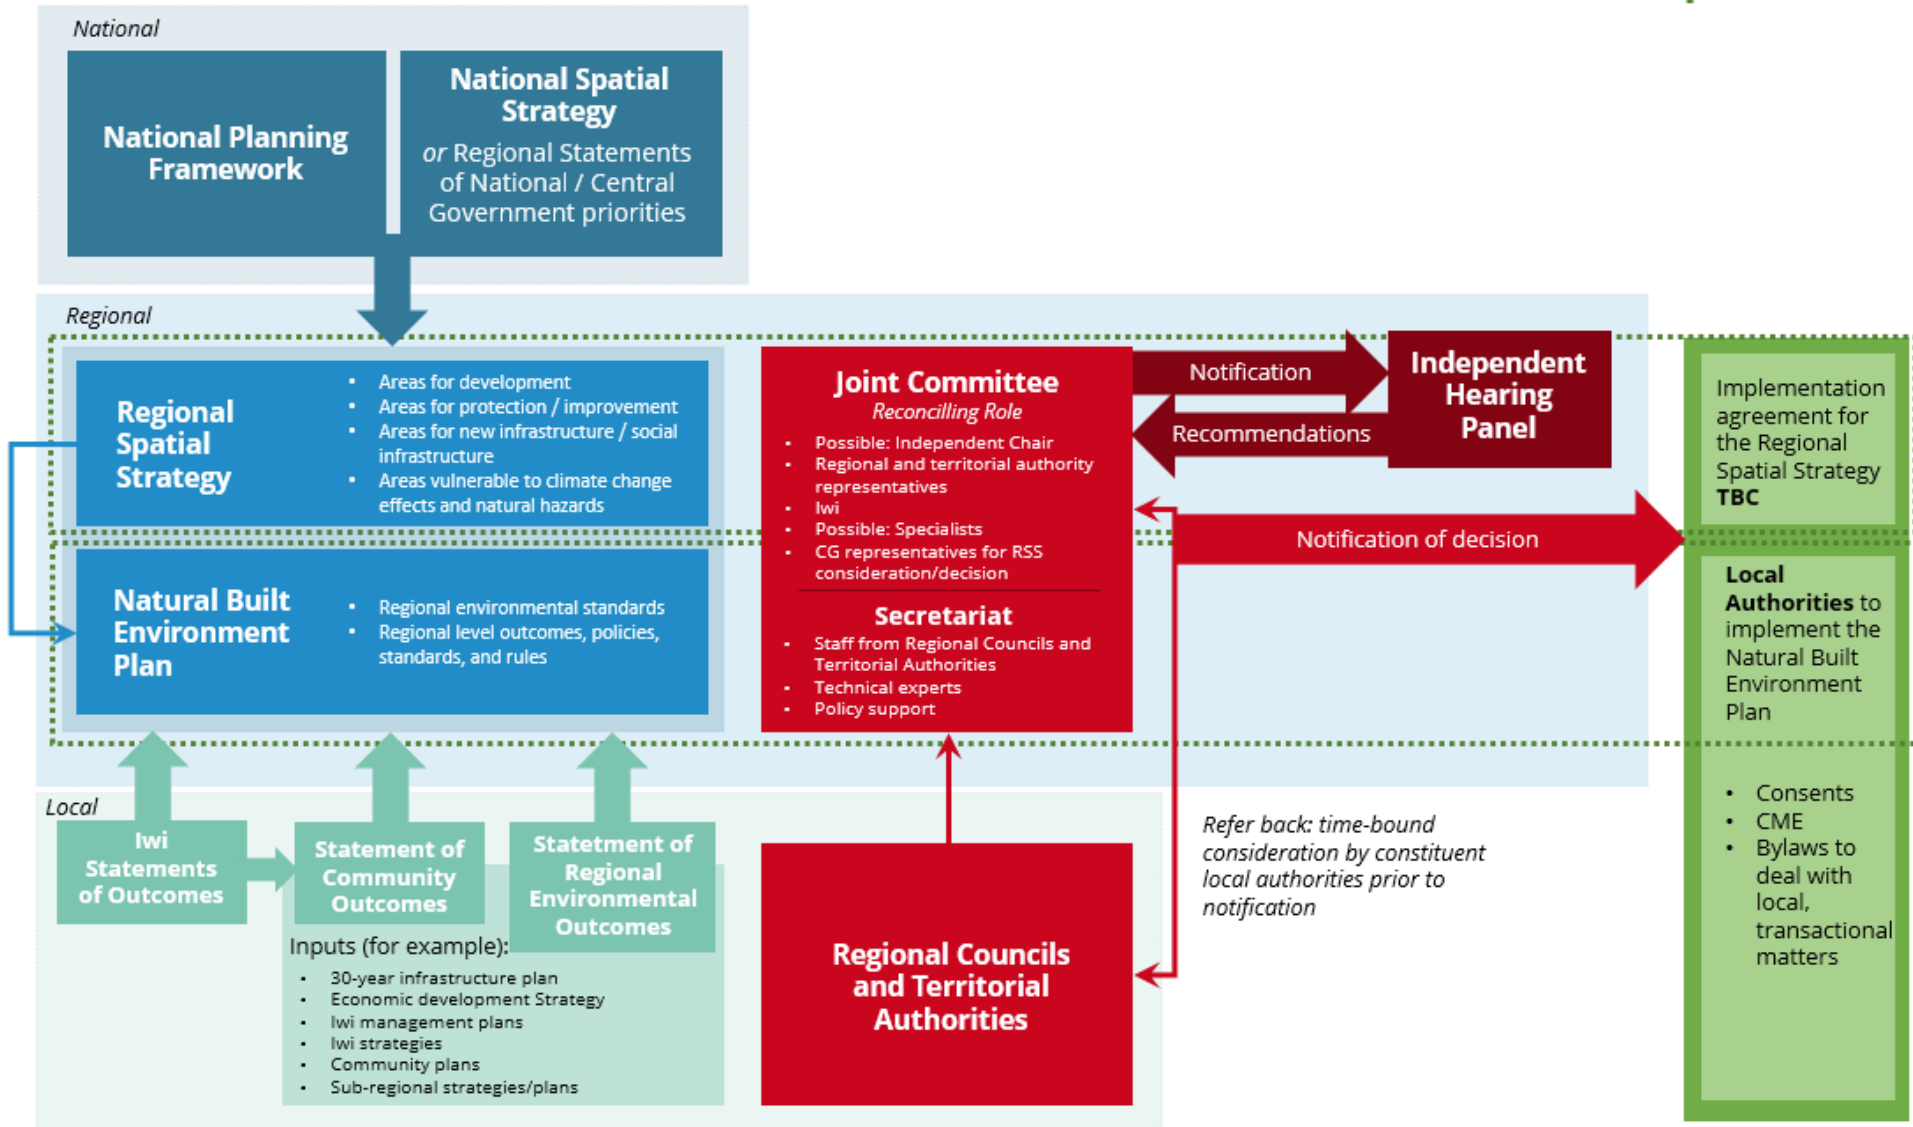 National
National Planning
Framework
National Spatial
Strategy
or Regional Statements
of National / Central
Government priorities
Regional
Regional
Spatial
Strategy
▪ Areas for development
▪ Areas for protection / improvement
▪ Areas for new infrastructure / social
infrastructure
▪ Areas vulnerable to climate change
effects and natural hazards
Natural Built
Environment
Plan
▪ Regional environmental standards
▪ Regional level outcomes, policies,
standards, and rules
Joint Committee
Reconcilling Role
▪ Possible: Independent Chair
▪ Regional and territorial authority
representatives
▪ Iwi
▪ Possible: Specialists
▪ CG representatives for RSS
consideration/decision
Secretariat
▪ Staff from Regional Councils and
Territorial Authorities
▪ Technical experts
▪ Policy support
Notification
Recommendations
Independent
Hearing
Panel
Notification of decision
Implementation
agreement for
the Regional
Spatial Strategy
TBC
Local
Authorities to
implement the
Natural Built
Environment
Plan
• Consents
• CME
• Bylaws to
deal with
local,
transactional
matters
Local
Iwi
Statements
of Outcomes
Statement of
Community
Outcomes
Statetment of
Regional
Environmental
Outcomes
Inputs (for example):
▪ 30-year infrastructure plan
▪ Economic development Strategy
▪ Iwi management plans
▪ Iwi strategies
▪ Community plans
▪ Sub-regional strategies/plans
Regional Councils
and Territorial
Authorities
Refer back: time-bound
consideration by constituent
local authorities prior to
notification